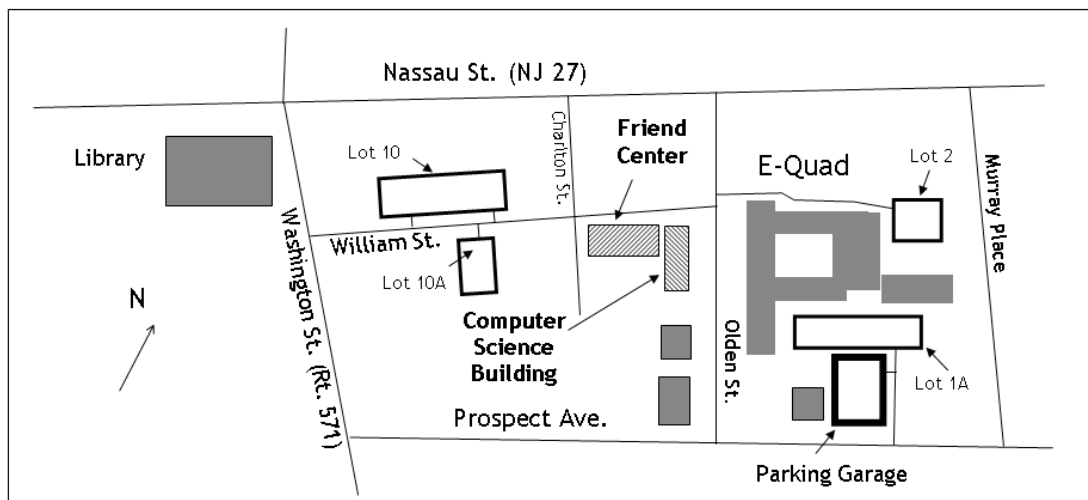 Nassau St. (NJ 27)
Library
Lot 10
Charlton St.
Friend
Center
E-Quad
Lot 2
Murray Place
Washington St. (Rt. 571)
William St.
Lot 10A
N
Computer
Science
Building
Olden St.
Lot 1A
Prospect Ave.
Parking Garage